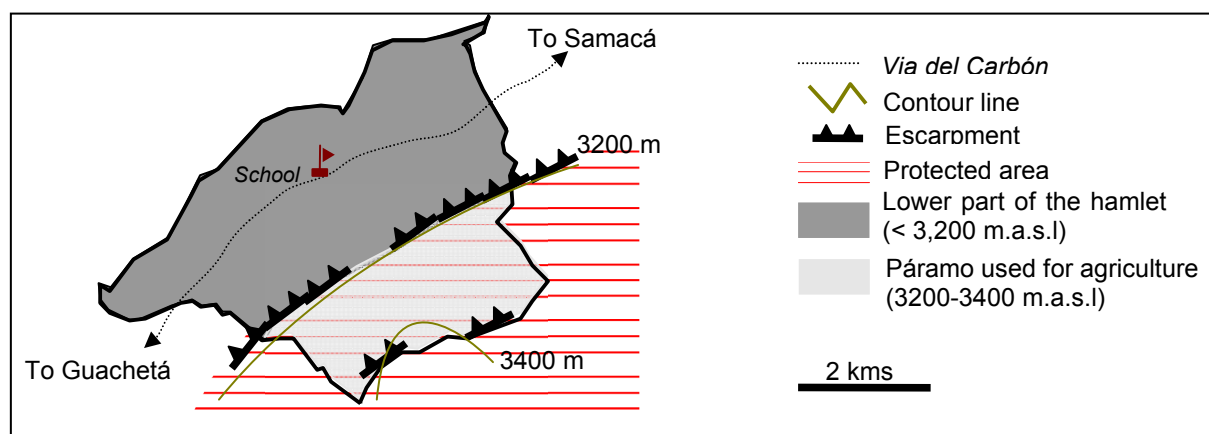 To Samacá
School
3200 m
To Guachetá
3400 m
Via del Carbón
Contour line
Escarpment
Protected area
Lower part of the hamlet
(< 3,200 m.a.s.l)
Páramo used for agriculture
(3200-3400 m.a.s.l)
2 kms